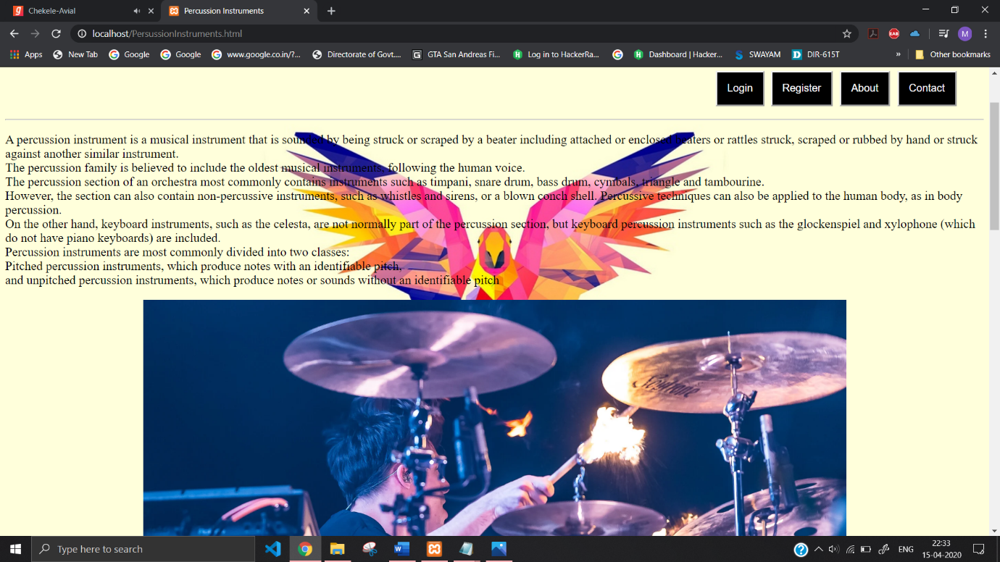 Chekele-Avial
Percussion Instruments
localhost/PersussionInstruments.html
Apps New Tab Google Google www.google.co.in/?... Directorate of Govt.... GTA San Andreas Fi... Log in to HackerRa... Dashboard | Hacker... SWAYAM DIR-615T » Other bookmarks
Login Register About Contact
A percussion instrument is a musical instrument that is sounded by being struck or scraped by a beater including attached or enclosed beaters or rattles struck, scraped or rubbed by hand or struck
against another similar instrument.
The percussion family is believed to include the oldest musical instruments, following the human voice.
The percussion section of an orchestra most commonly contains instruments such as timpani, snare drum, bass drum, cymbals, triangle and tambourine.
However, the section can also contain non-percussive instruments, such as whistles and sirens, or a blown conch shell. Percussive techniques can also be applied to the human body, as in body
percussion.
On the other hand, keyboard instruments, such as the celesta, are not normally part of the percussion section, but keyboard percussion instruments such as the glockenspiel and xylophone (which
do not have piano keyboards) are included.
Percussion instruments are most commonly divided into two classes:
Pitched percussion instruments, which produce notes with an identifiable pitch,
and unpitched percussion instruments, which produce notes or sounds without an identifiable pitch
Type here to search
ENG
22:33
15-04-2020